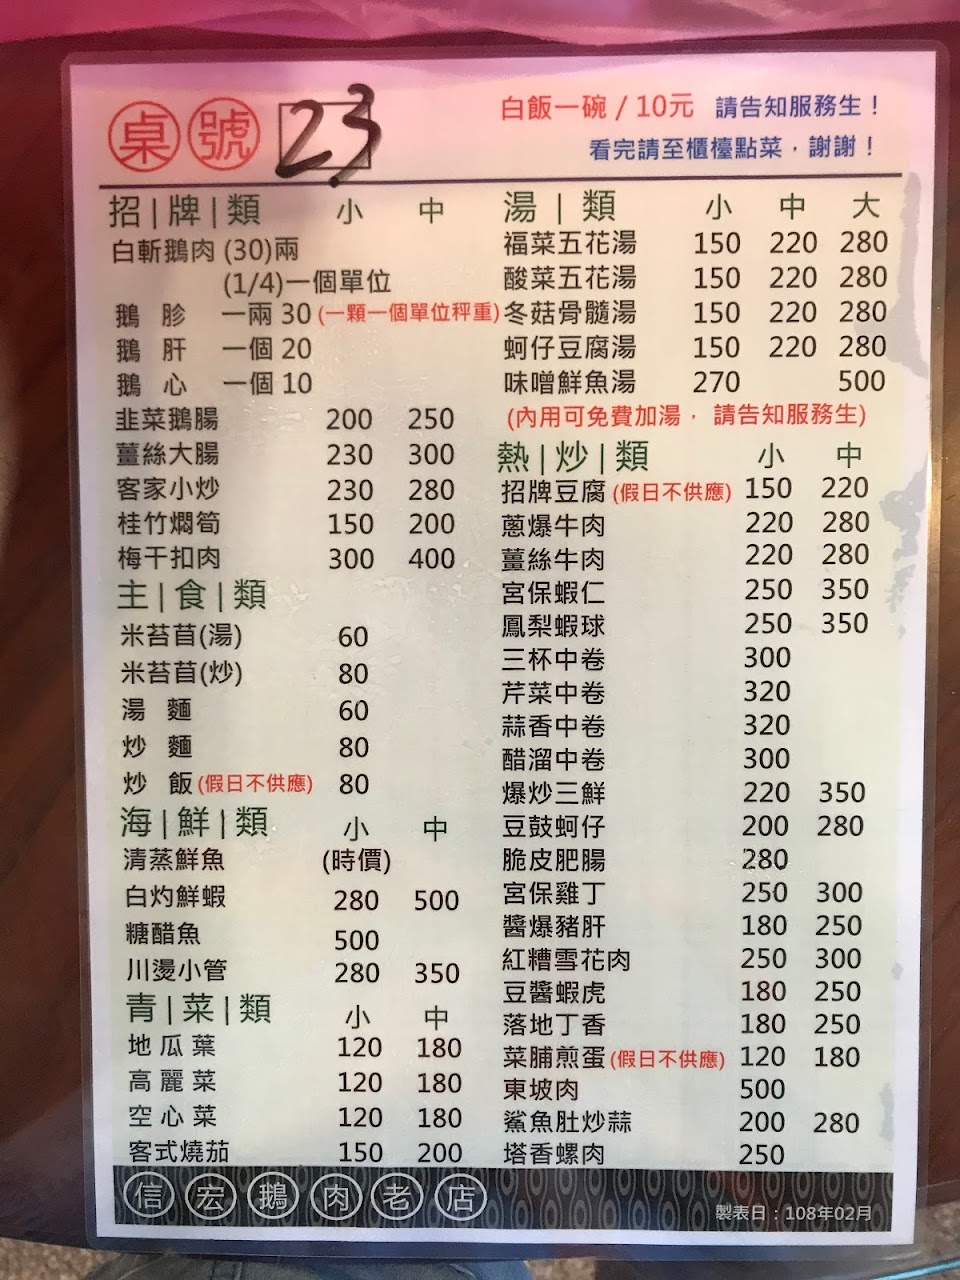 桌號 23
白飯一碗 / 10元 請告知服務生！
看完請至櫃檯點菜，謝謝！
招|牌|類 小 中
白斬鵝肉 (30)兩
(1/4)一個單位
鵝 胗 一兩 30 (一顆一個單位秤重)
鵝 肝 一個 20
鵝 心 一個 10
韭菜鵝腸 200 250
薑絲大腸 230 300
客家小炒 230 280
桂竹燜筍 150 200
梅干扣肉 300 400
主|食|類
米苔苜(湯) 60
米苔苜(炒) 80
湯 麵 60
炒 麵 80
炒 飯 (假日不供應) 80
海|鮮|類 小 中
清蒸鮮魚 (時價)
白灼鮮蝦 280 500
糖醋魚 500
川燙小管 280 350
青|菜|類 小 中
地瓜葉 120 180
高麗菜 120 180
空心菜 120 180
客式燒茄 150 200
湯|類 小 中 大
福菜五花湯 150 220 280
酸菜五花湯 150 220 280
冬菇骨髓湯 150 220 280
蚵仔豆腐湯 150 220 280
味噌鮮魚湯 270 500
(內用可免費加湯， 請告知服務生)
熱|炒|類 小 中
招牌豆腐 (假日不供應) 150 220
蔥爆牛肉 220 280
薑絲牛肉 220 280
宮保蝦仁 250 350
鳳梨蝦球 250 350
三杯中卷 300
芹菜中卷 320
蒜香中卷 320
醋溜中卷 300
爆炒三鮮 220 350
豆鼓蚵仔 200 280
脆皮肥腸 280
宮保雞丁 250 300
醬爆豬肝 180 250
紅糟雪花肉 250 300
豆醬蝦虎 180 250
落地丁香 180 250
菜脯煎蛋 (假日不供應) 120 180
東坡肉 500
鯊魚肚炒蒜 200 280
塔香螺肉 250
信宏鵝肉老店
製表日：108年02月